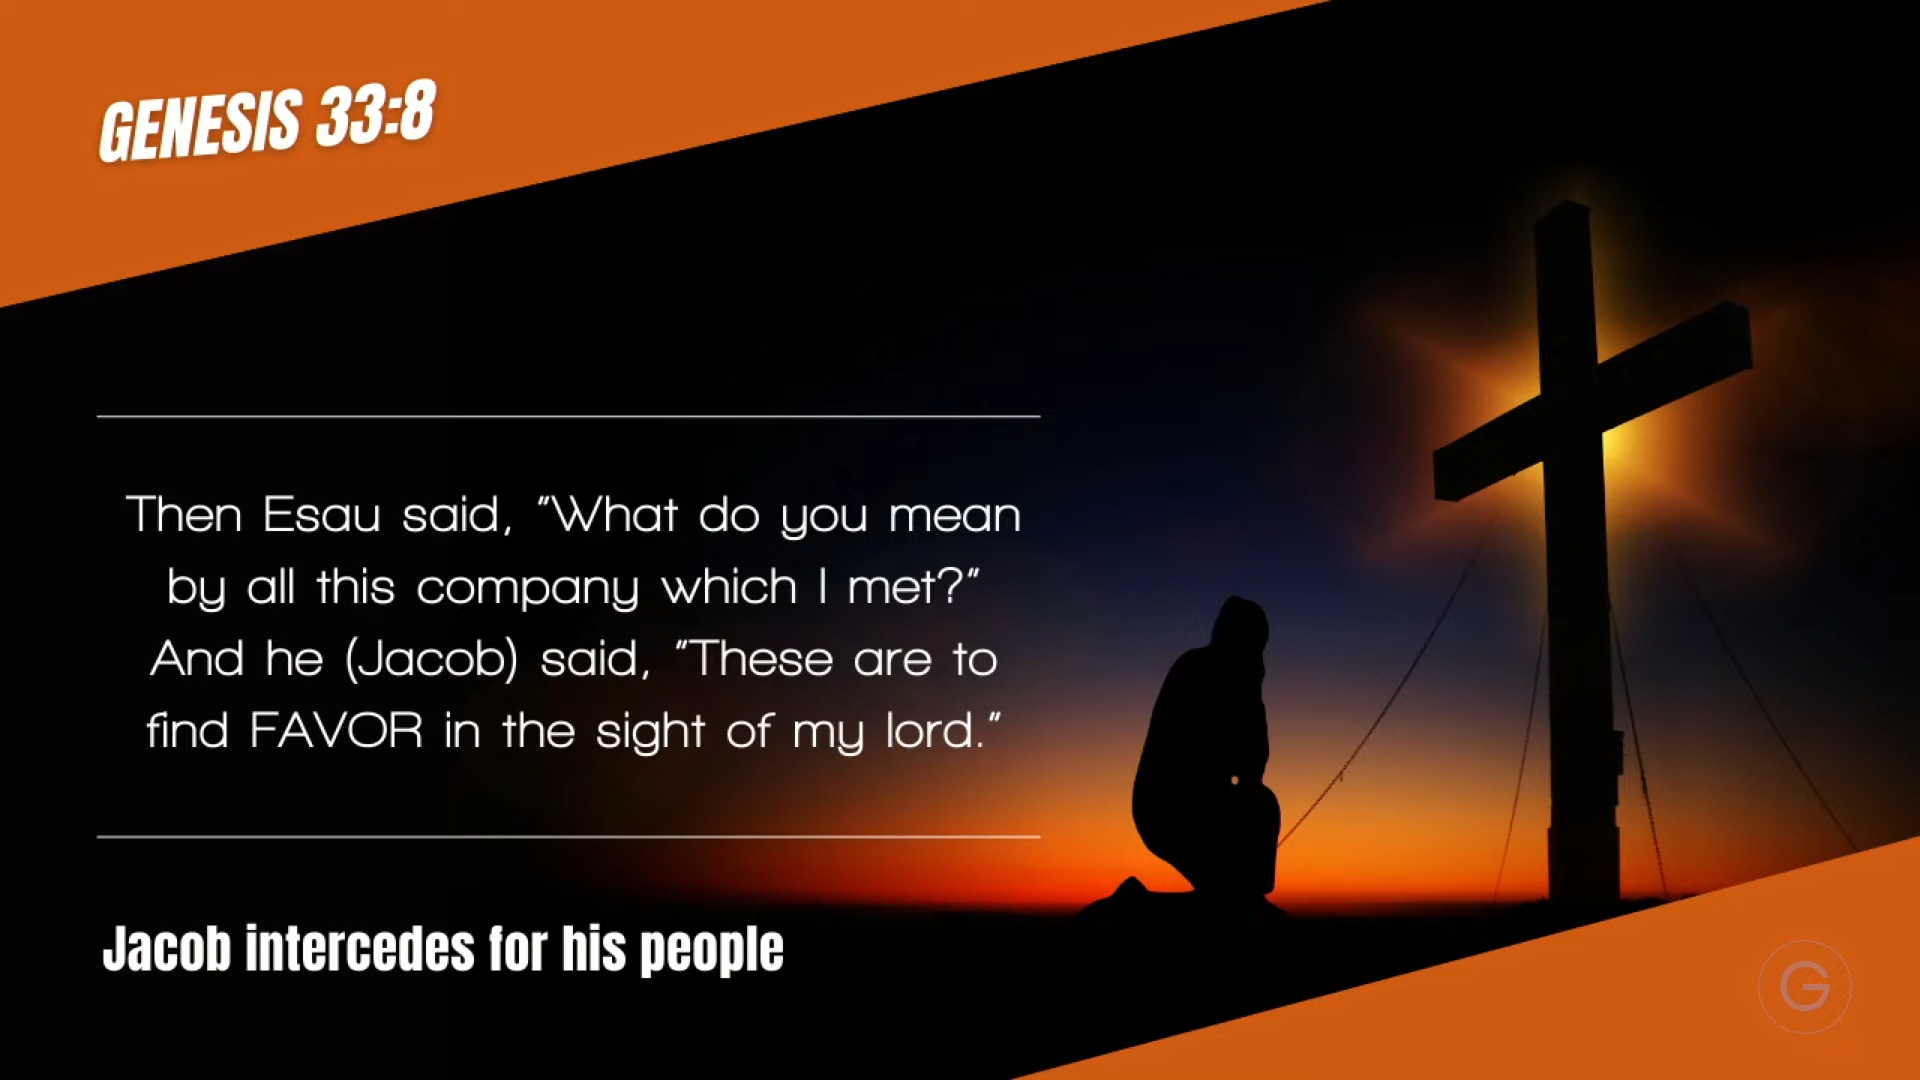 GENESIS 33:8
Then Esau said, "What do you mean
by all this company which I met?"
And he (Jacob) said, "These are to
find FAVOR in the sight of my lord."
Jacob intercedes for his people
G